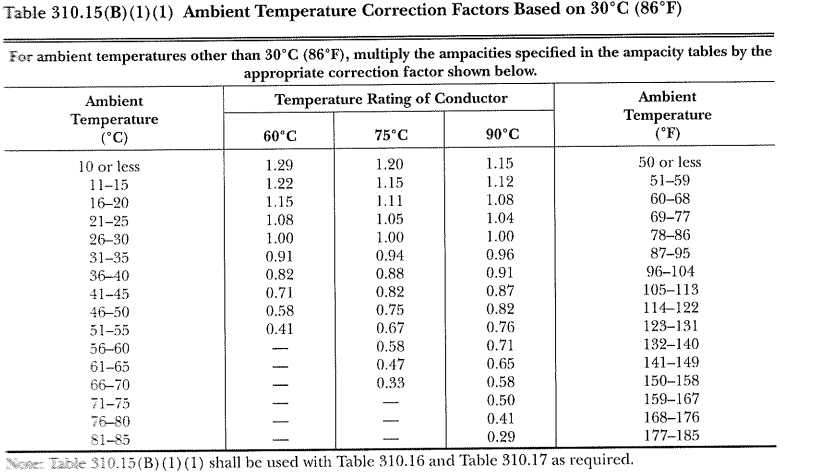 Table 310.15(B)(1)(1) Ambient Temperature Correction Factors Based on 30°C (86°F)
For ambient temperatures other than 30°C (86°F), multiply the ampacities specified in the ampacity tables by the
appropriate correction factor shown below.
Ambient Temperature Rating of Conductor Ambient
Temperature Temperature
(°C) 60°C 75°C 90°C (°F)
10 or less 1.29 1.20 1.15 50 or less
11–15 1.22 1.15 1.12 51–59
16–20 1.15 1.11 1.08 60–68
21–25 1.08 1.05 1.04 69–77
26–30 1.00 1.00 1.00 78–86
31–35 0.91 0.94 0.96 87–95
36–40 0.82 0.88 0.91 96–104
41–45 0.71 0.82 0.87 105–113
46–50 0.58 0.75 0.82 114–122
51–55 0.41 0.67 0.76 123–131
56–60 — 0.58 0.71 132–140
61–65 — 0.47 0.65 141–149
66–70 — 0.33 0.58 150–158
71–75 — — 0.50 159–167
76–80 — — 0.41 168–176
81–85 — — 0.29 177–185
Note: Table 310.15(B)(1)(1) shall be used with Table 310.16 and Table 310.17 as required.